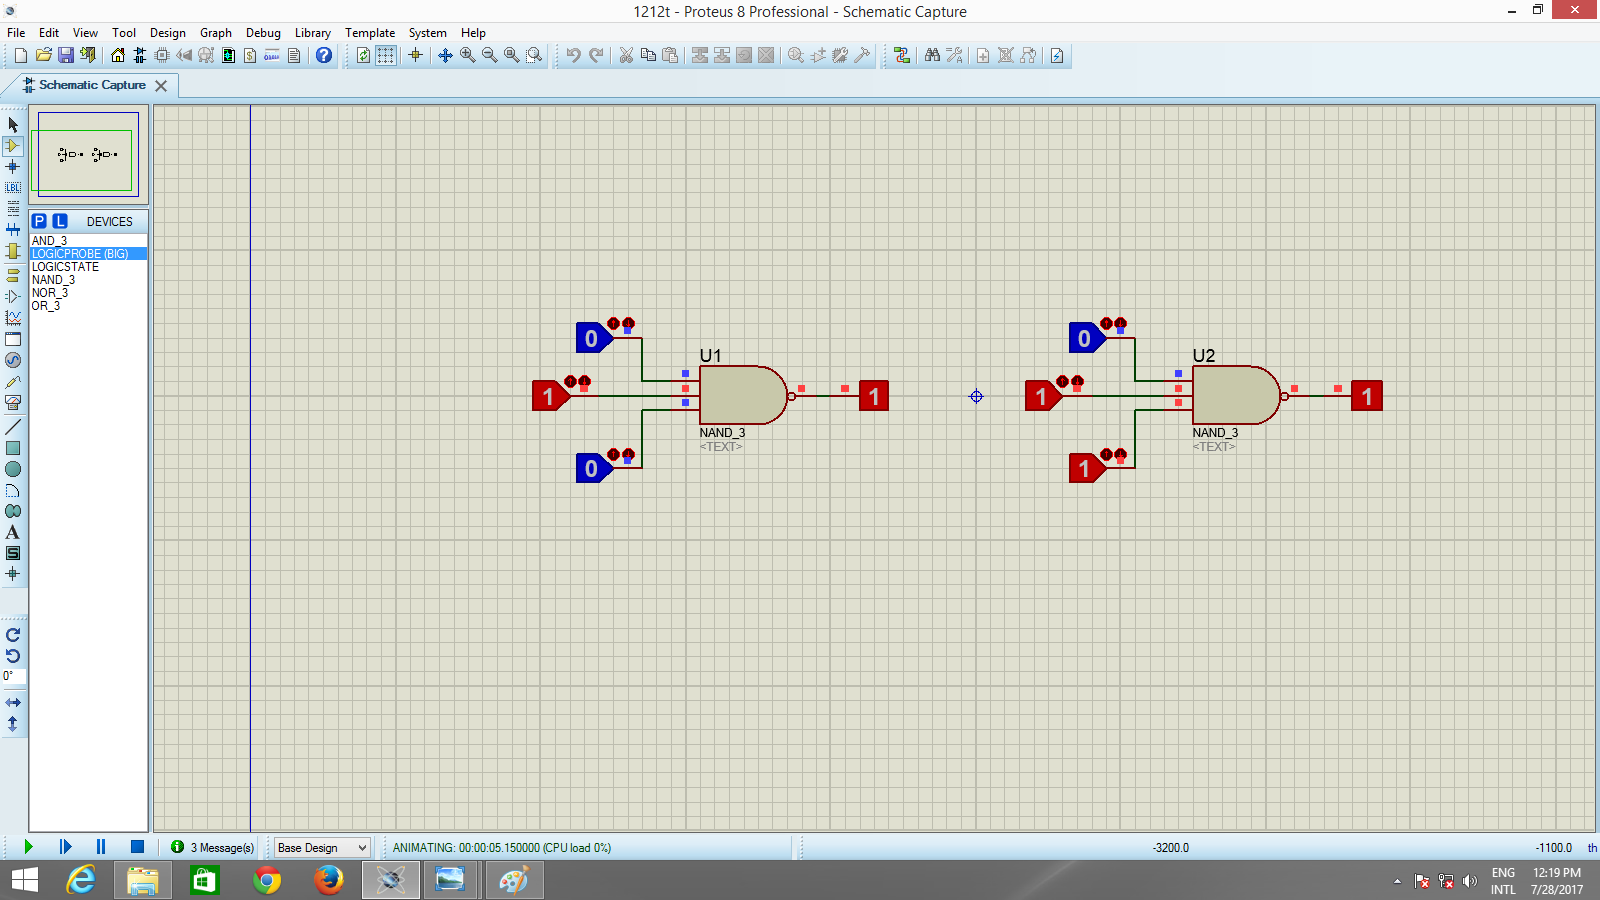 1212t - Proteus 8 Professional - Schematic Capture
File Edit View Tool Design Graph Debug Library Template System Help
Schematic Capture
P L DEVICES
AND_3
LOGICPROBE (BIG)
LOGICSTATE
NAND_3
NOR_3
OR_3
LBL
A
S
0°
0
1
0
U1
NAND_3
<TEXT>
1
0
1
1
U2
NAND_3
<TEXT>
1
3 Message(s)
Base Design
ANIMATING: 00:00:05.150000 (CPU load 0%)
-3200.0
-1100.0 th
ENG
INTL
12:19 PM
7/28/2017